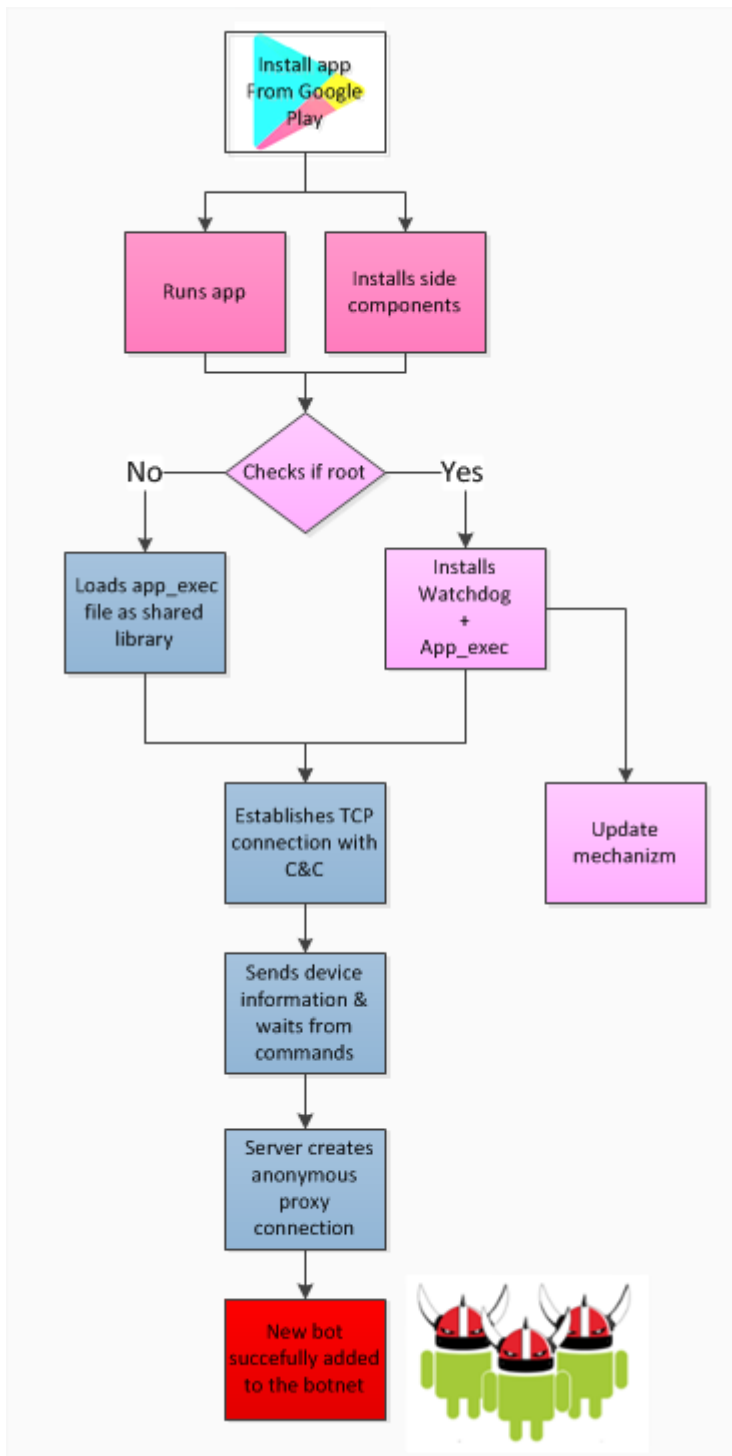 Install app
From Google
Play
Runs app
Installs side
components
Checks if root
No
Yes
Loads app_exec
file as shared
library
Installs
Watchdog
+
App_exec
Establishes TCP
connection with
C&C
Update
mechanizm
Sends device
information &
waits from
commands
Server creates
anonymous
proxy
connection
New bot
succefully added
to the botnet